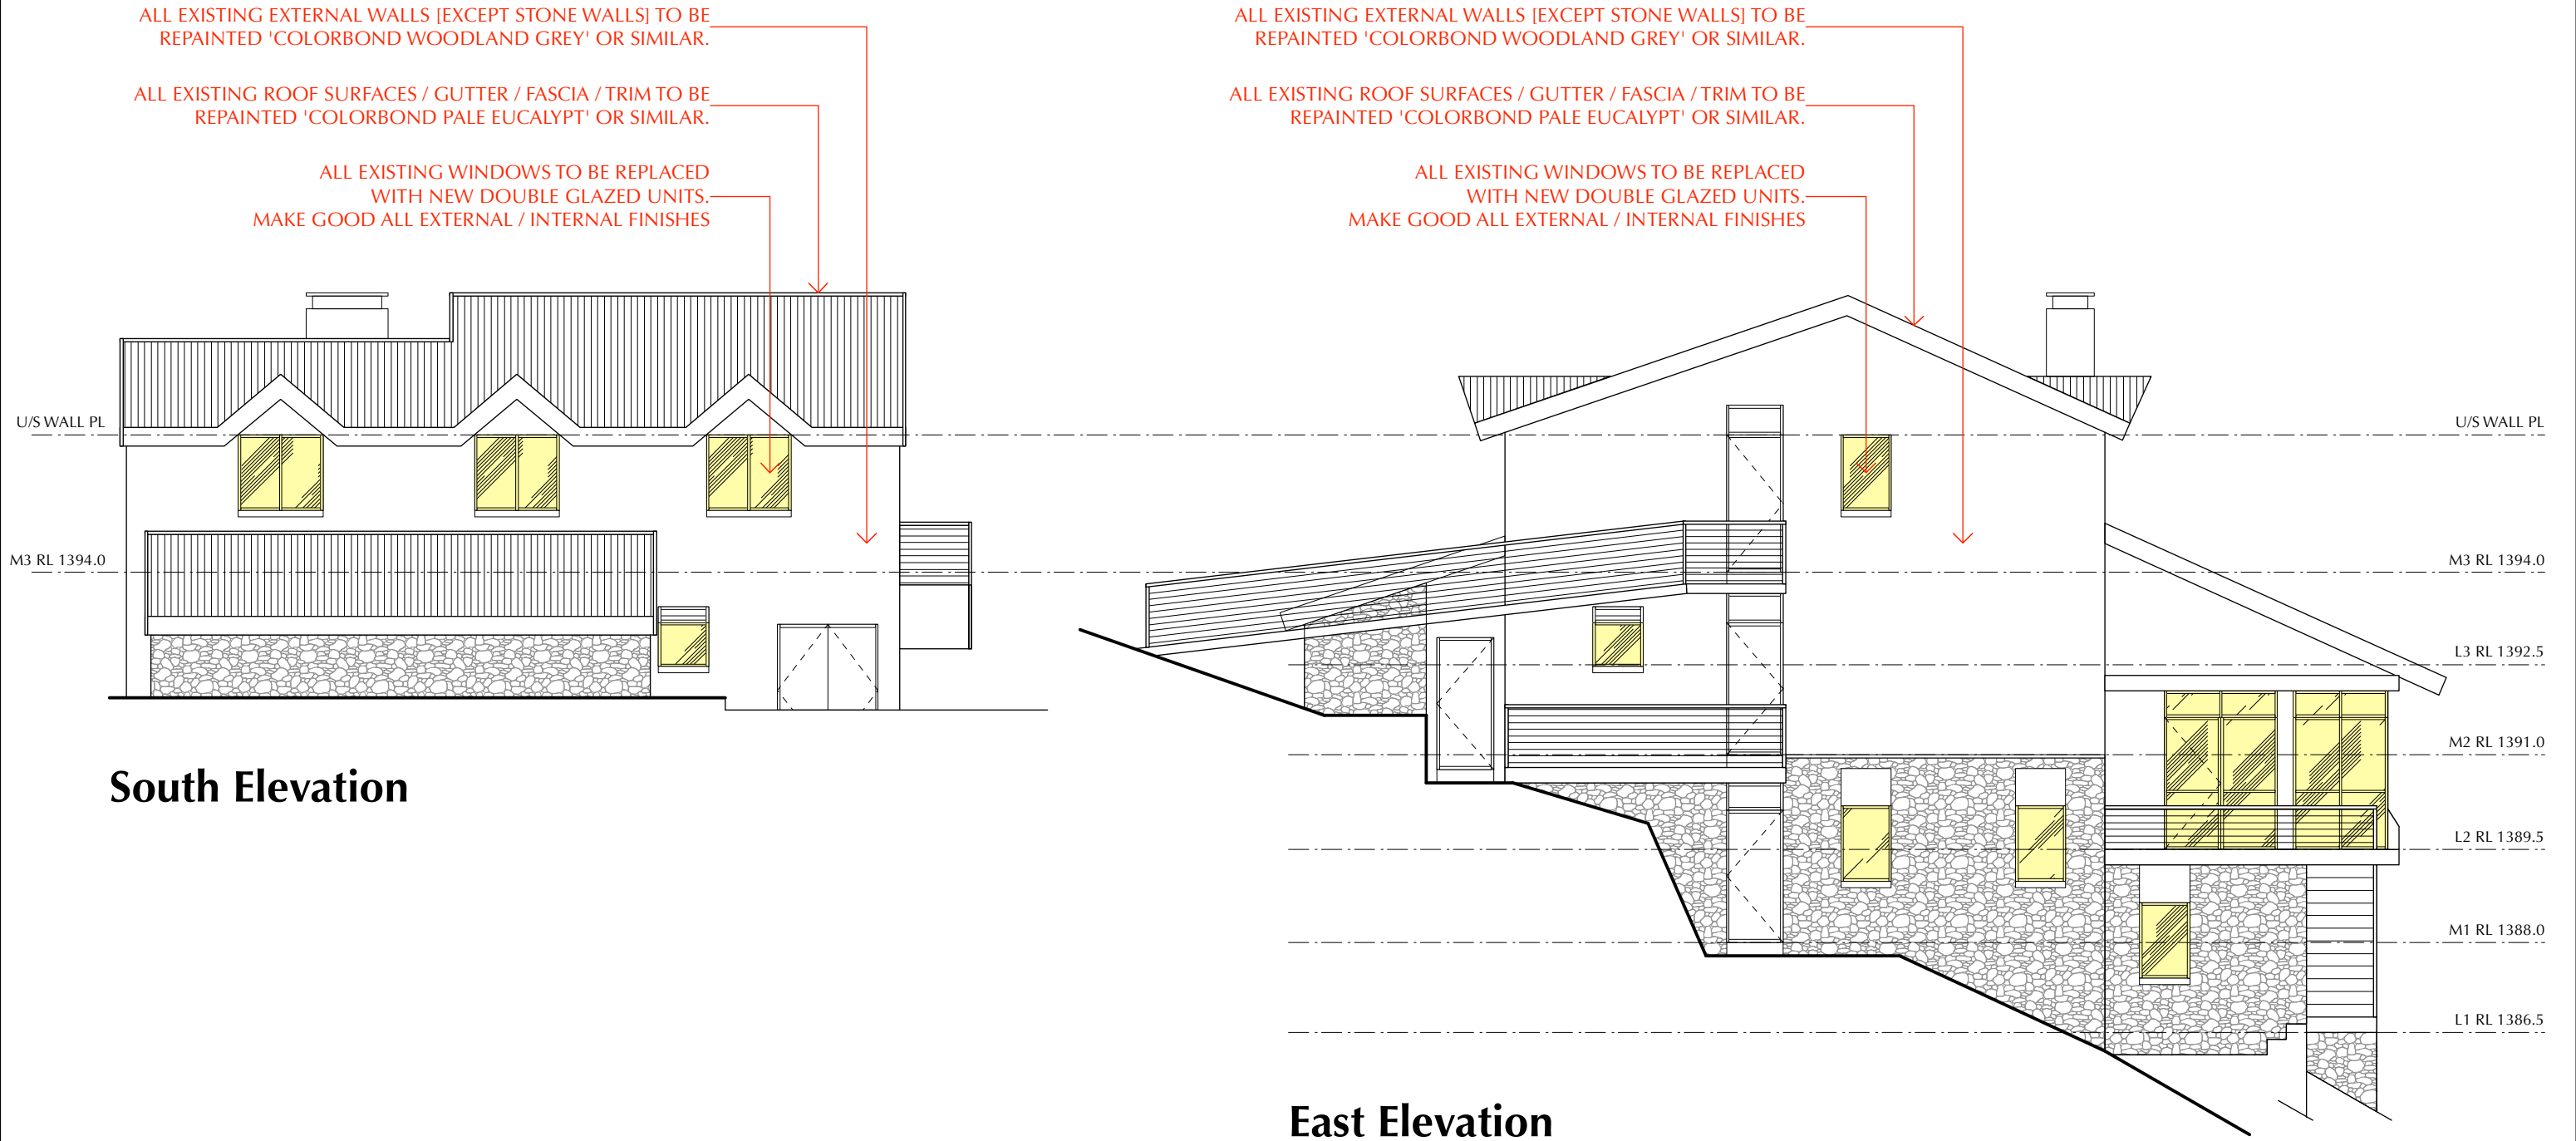 ALL EXISTING EXTERNAL WALLS [EXCEPT STONE WALLS] TO BE
REPAINTED 'COLORBOND WOODLAND GREY' OR SIMILAR.
ALL EXISTING ROOF SURFACES / GUTTER / FASCIA / TRIM TO BE
REPAINTED 'COLORBOND PALE EUCALYPT' OR SIMILAR.
ALL EXISTING WINDOWS TO BE REPLACED
WITH NEW DOUBLE GLAZED UNITS.
MAKE GOOD ALL EXTERNAL / INTERNAL FINISHES
U/S WALL PL
M3 RL 1394.0
South Elevation
ALL EXISTING EXTERNAL WALLS [EXCEPT STONE WALLS] TO BE
REPAINTED 'COLORBOND WOODLAND GREY' OR SIMILAR.
ALL EXISTING ROOF SURFACES / GUTTER / FASCIA / TRIM TO BE
REPAINTED 'COLORBOND PALE EUCALYPT' OR SIMILAR.
ALL EXISTING WINDOWS TO BE REPLACED
WITH NEW DOUBLE GLAZED UNITS.
MAKE GOOD ALL EXTERNAL / INTERNAL FINISHES
U/S WALL PL
M3 RL 1394.0
L3 RL 1392.5
M2 RL 1391.0
L2 RL 1389.5
M1 RL 1388.0
L1 RL 1386.5
East Elevation